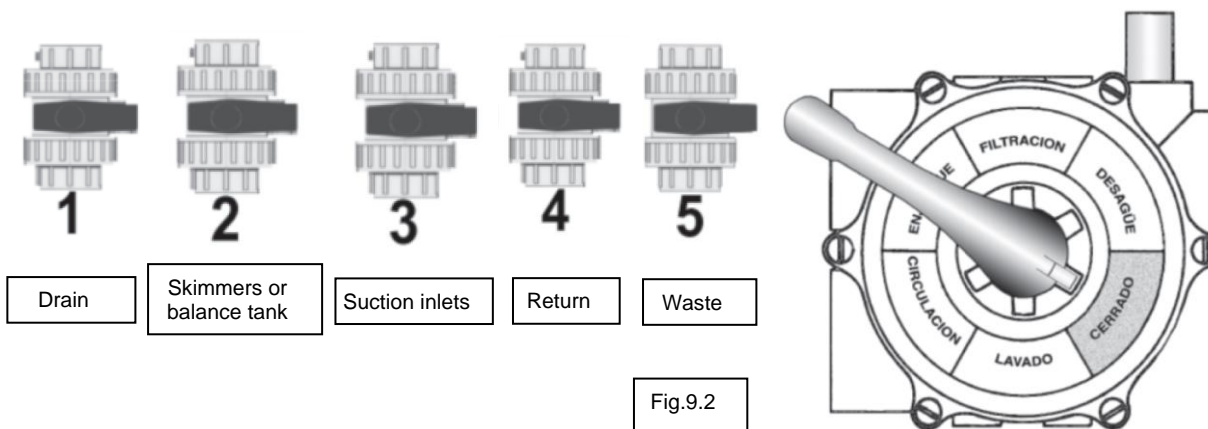 1
2
3
4
5
Drain
Skimmers or
balance tank
Suction inlets
Return
Waste
Fig.9.2
FILTRACION
DESAGÜE
CERRADO
LAVADO
CIRCULACION